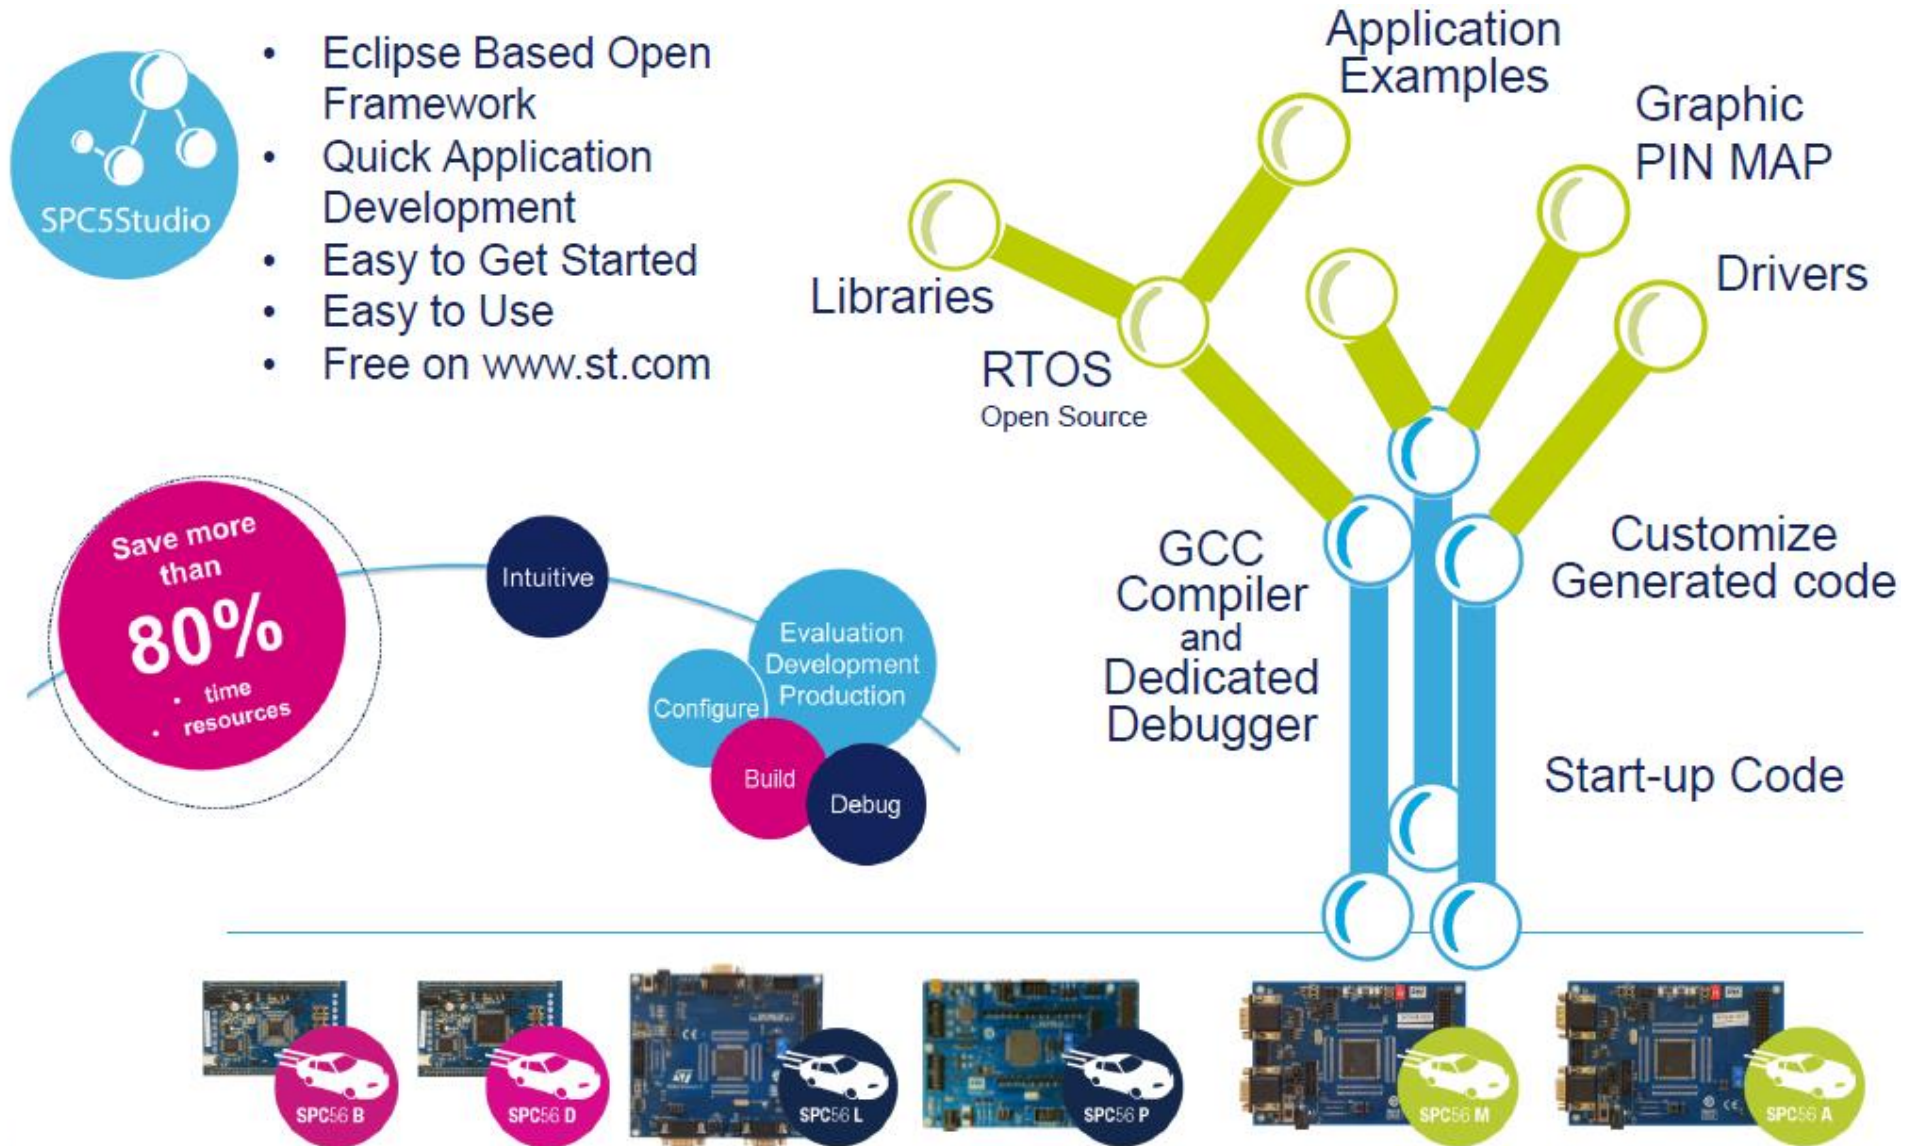 SPC5Studio
• Eclipse Based Open
Framework
• Quick Application
Development
• Easy to Get Started
• Easy to Use
• Free on www.st.com
Application
Examples
Graphic
PIN MAP
Drivers
Libraries
RTOS
Open Source
GCC
Compiler
and
Dedicated
Debugger
Customize
Generated code
Start-up Code
Save more
than
80%
• time
• resources
Intuitive
Evaluation
Development
Production
Configure
Build
Debug
SPC56 B
SPC56 D
SPC56 L
SPC56 P
SPC56 M
SPC56 A